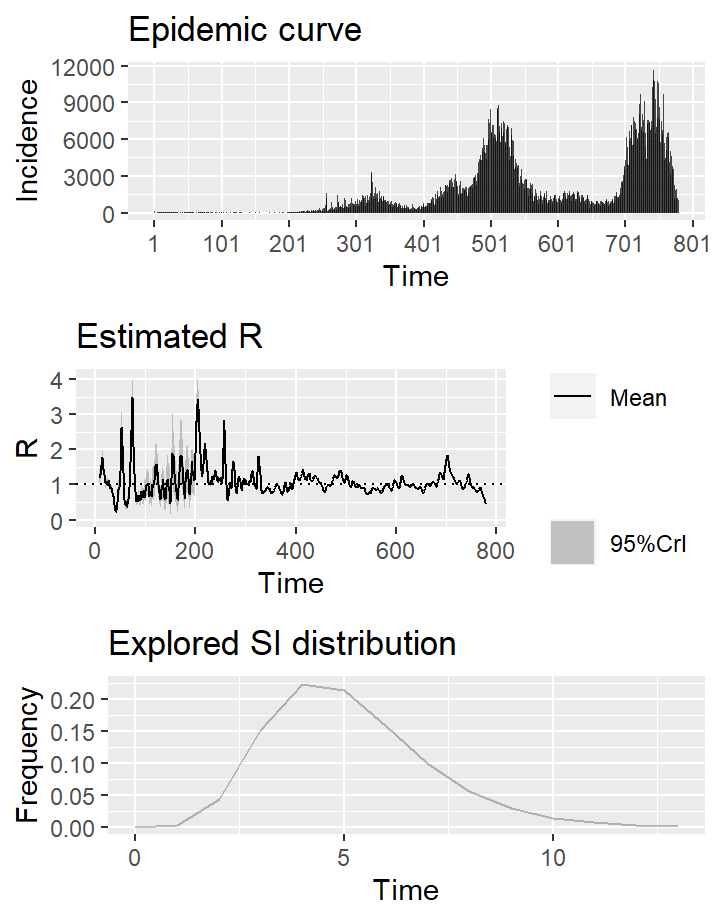 Epidemic curve
12000
9000
6000
3000
0
Incidence
1 101 201 301 401 501 601 701 801
Time
Estimated R
4
3
2
1
0
R
0 200 400 600 800
Time
Mean
95%CrI
Explored SI distribution
0.20
0.15
0.10
0.05
0.00
Frequency
0 5 10
Time